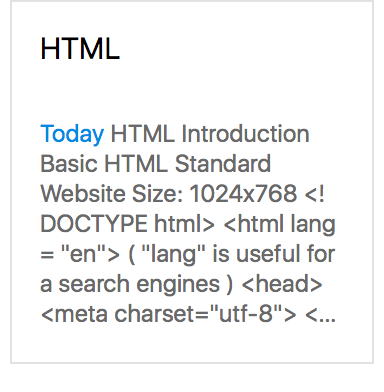 HTML
Today HTML Introduction
Basic HTML Standard
Website Size: 1024x768 <!
DOCTYPE html> <html lang
= "en"> ( "lang" is useful for
a search engines ) <head>
<meta charset="utf-8"> <...